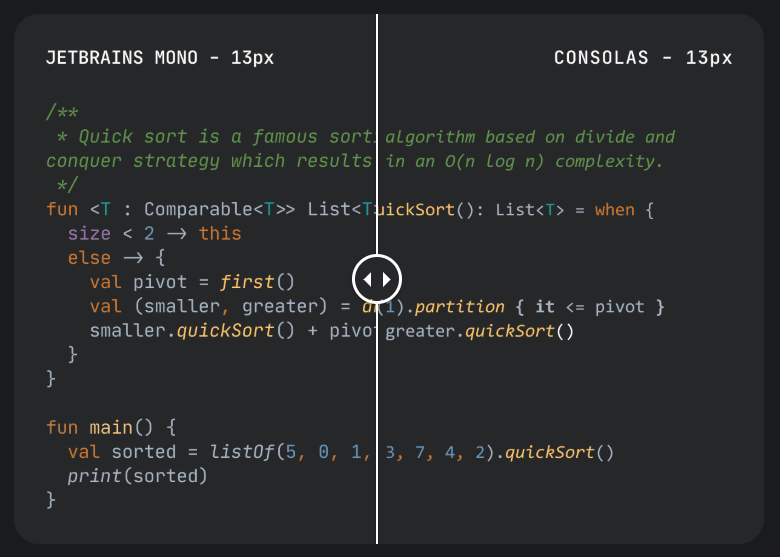 JETBRAINS MONO - 13px
CONSOLAS - 13px
/**
* Quick sort is a famous sort algorithm based on divide and
conquer strategy which results in an O(n log n) complexity.
*/
fun <T : Comparable<T>> List<T uickSort(): List<T> = when {
size < 2 -> this
else -> {
val pivot = first()
val (smaller, greater) = d (1).partition { it <= pivot }
smaller.quickSort() + pivo greater.quickSort()
}
}
fun main() {
val sorted = listOf(5, 0, 1, 3, 7, 4, 2).quickSort()
print(sorted)
}